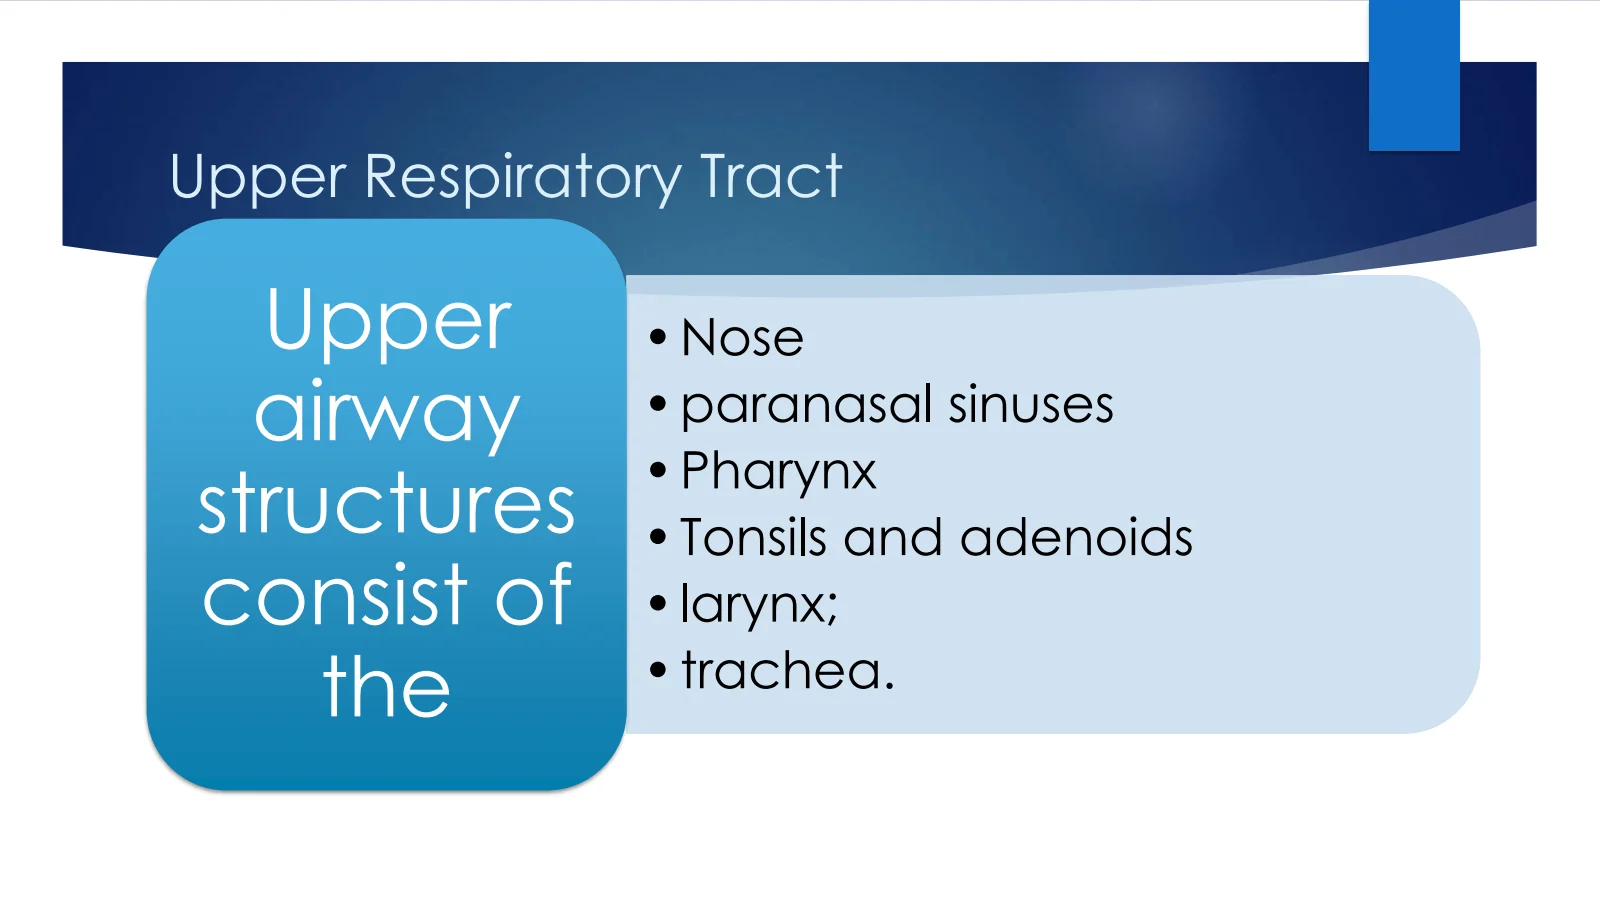 Upper Respiratory Tract
Upper
airway
structures
consist of
the
• Nose
• paranasal sinuses
• Pharynx
• Tonsils and adenoids
• larynx;
• trachea.